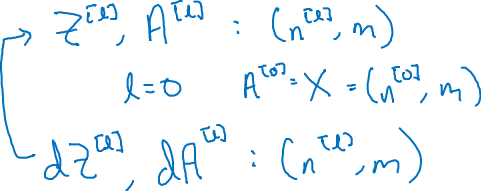 Z^[l], A^[l] : (n^[l], m)
l=0 A^[0]=X=(n^[0], m)
dZ^[l], dA^[l] : (n^[l], m)